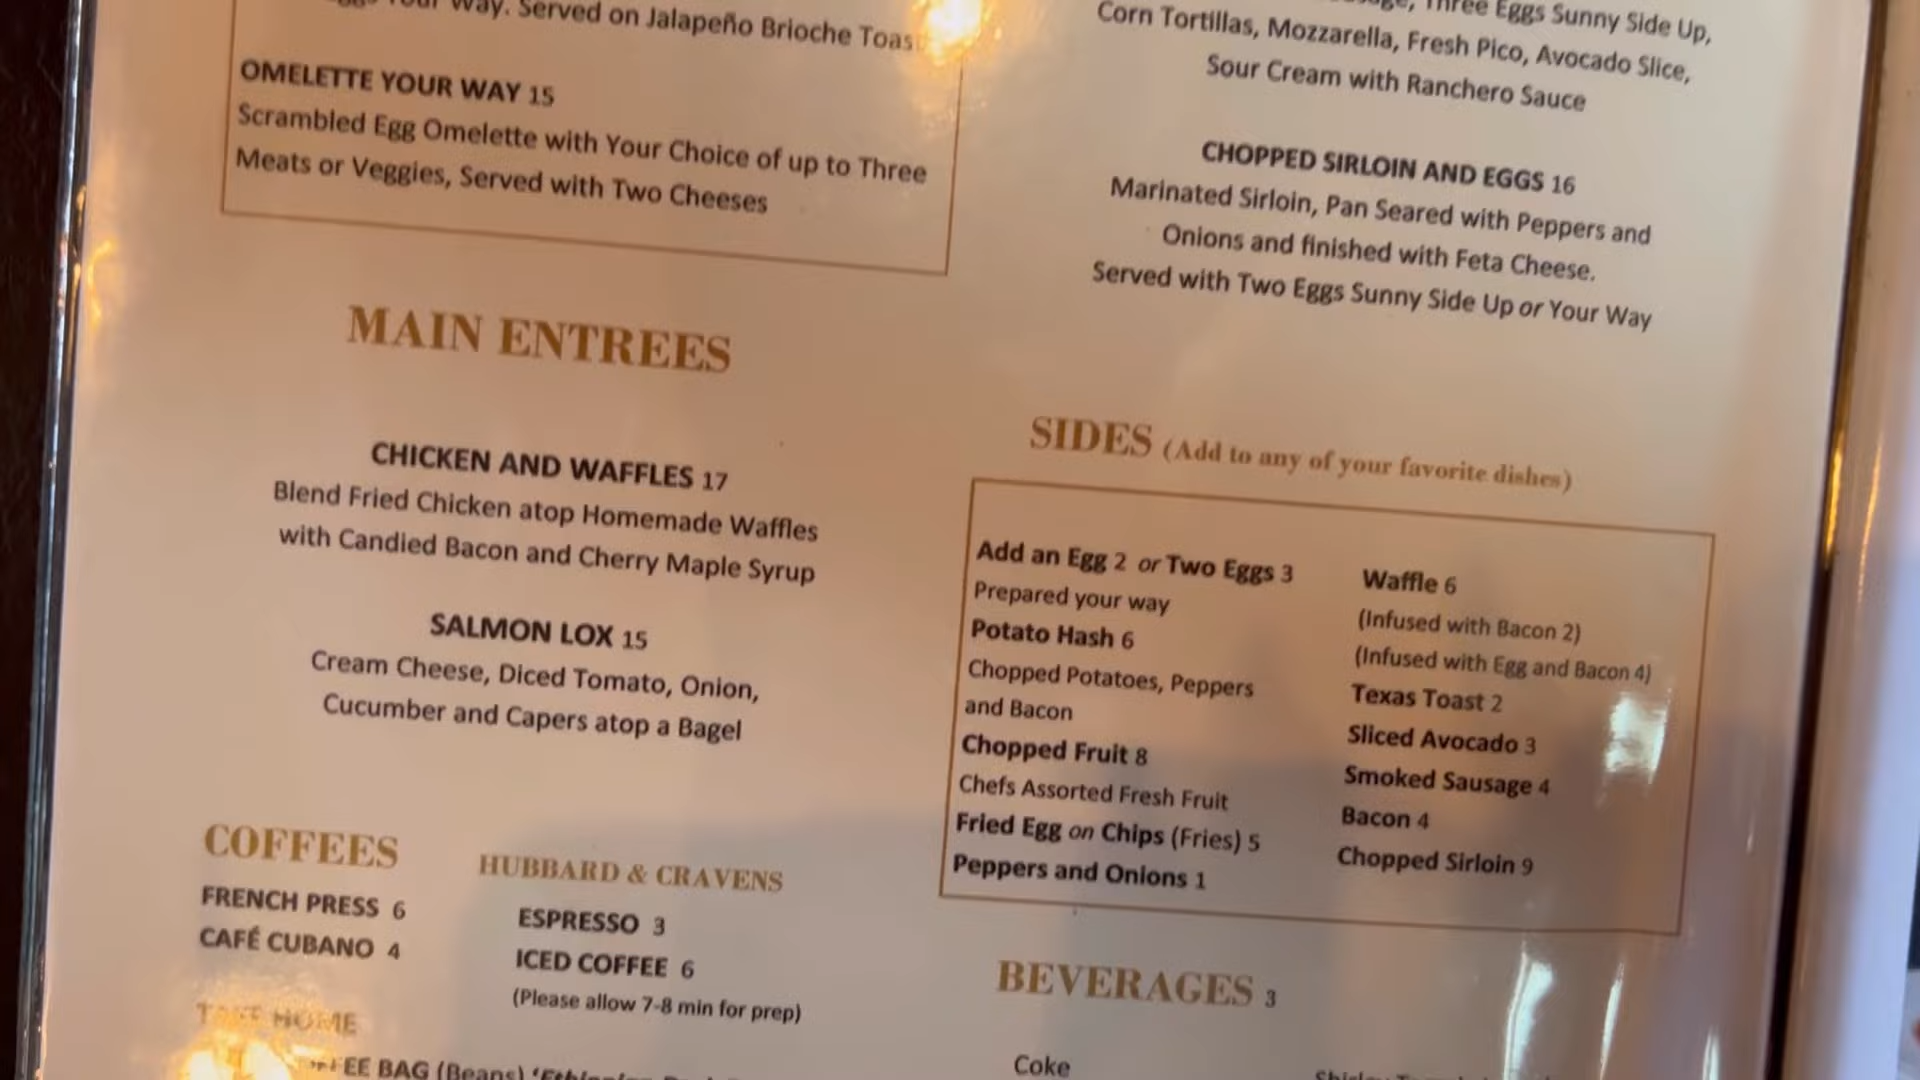 Your Way. Served on Jalapeño Brioche
OMELETTE YOUR WAY 15
Scrambled Egg Omelette with Your Choice of up to Three
Meats or Veggies, Served with Two Cheeses
MAIN ENTREES
CHICKEN AND WAFFLES 17
Blend Fried Chicken atop Homemade Waffles
with Candied Bacon and Cherry Maple Syrup
SALMON LOX 15
Cream Cheese, Diced Tomato, Onion,
Cucumber and Capers atop a Bagel
COFFEES
FRENCH PRESS 6
CAFÉ CUBANO 4
HUBBARD & CRAVENS
ESPRESSO 3
ICED COFFEE 6
(Please allow 7-8 min for prep)
HOME
BAG (Beans)
Three Eggs Sunny Side Up,
Corn Tortillas, Mozzarella, Fresh Pico, Avocado Slice,
Sour Cream with Ranchero Sauce
CHOPPED SIRLOIN AND EGGS 16
Marinated Sirloin, Pan Seared with Peppers and
Onions and finished with Feta Cheese.
Served with Two Eggs Sunny Side Up or Your Way
SIDES (Add to any of your favorite dishes)
Add an Egg 2 or Two Eggs 3
Prepared your way
Potato Hash 6
Chopped Potatoes, Peppers
and Bacon
Chopped Fruit 8
Chefs Assorted Fresh Fruit
Fried Egg on Chips (Fries) 5
Peppers and Onions 1
Waffle 6
(Infused with Bacon 2)
(Infused with Egg and Bacon 4)
Texas Toast 2
Sliced Avocado 3
Smoked Sausage 4
Bacon 4
Chopped Sirloin 9
BEVERAGES 3
Coke